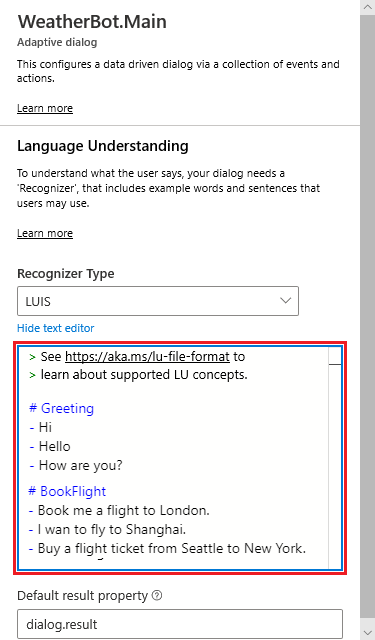 WeatherBot.Main
Adaptive dialog
This configures a data driven dialog via a collection of events and
actions.
Learn more
Language Understanding
To understand what the user says, your dialog needs a
'Recognizer', that includes example words and sentences that
users may use.
Learn more
Recognizer Type
LUIS
Hide text editor
> See https://aka.ms/lu-file-format to
> learn about supported LU concepts.
# Greeting
- Hi
- Hello
- How are you?
# BookFlight
- Book me a flight to London.
- I wan to fly to Shanghai.
- Buy a flight ticket from Seattle to New York.
Default result property ?
dialog.result